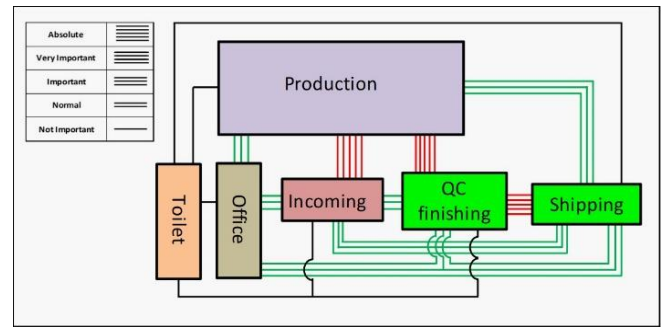 Absolute
Very Important
Important
Normal
Not Important
Production
Toilet
Office
Incoming
QC
finishing
Shipping